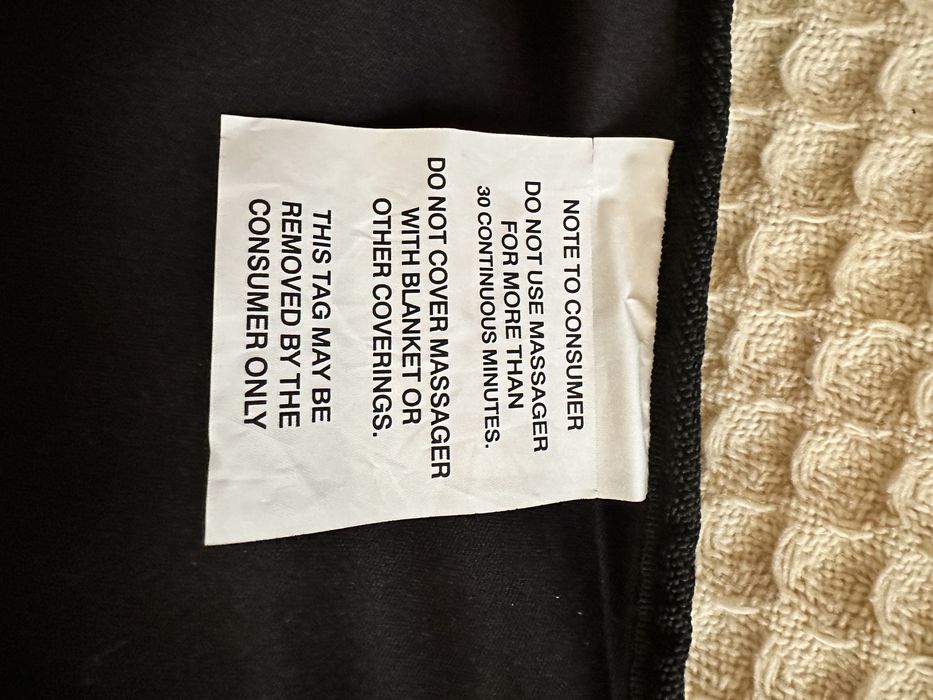 NOTE TO CONSUMER
DO NOT USE MASSAGER
FOR MORE THAN
30 CONTINUOUS MINUTES.
DO NOT COVER MASSAGER
WITH BLANKET OR
OTHER COVERINGS.
THIS TAG MAY BE
REMOVED BY THE
CONSUMER ONLY